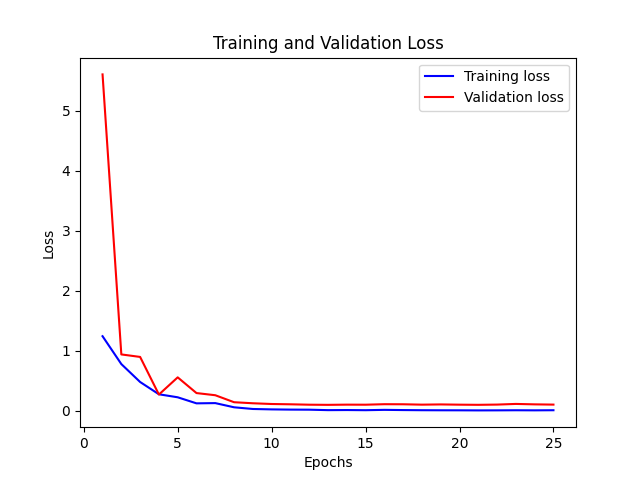 Training and Validation Loss
Training loss
Validation loss
Loss
5
4
3
2
1
0
0 5 10 15 20 25
Epochs